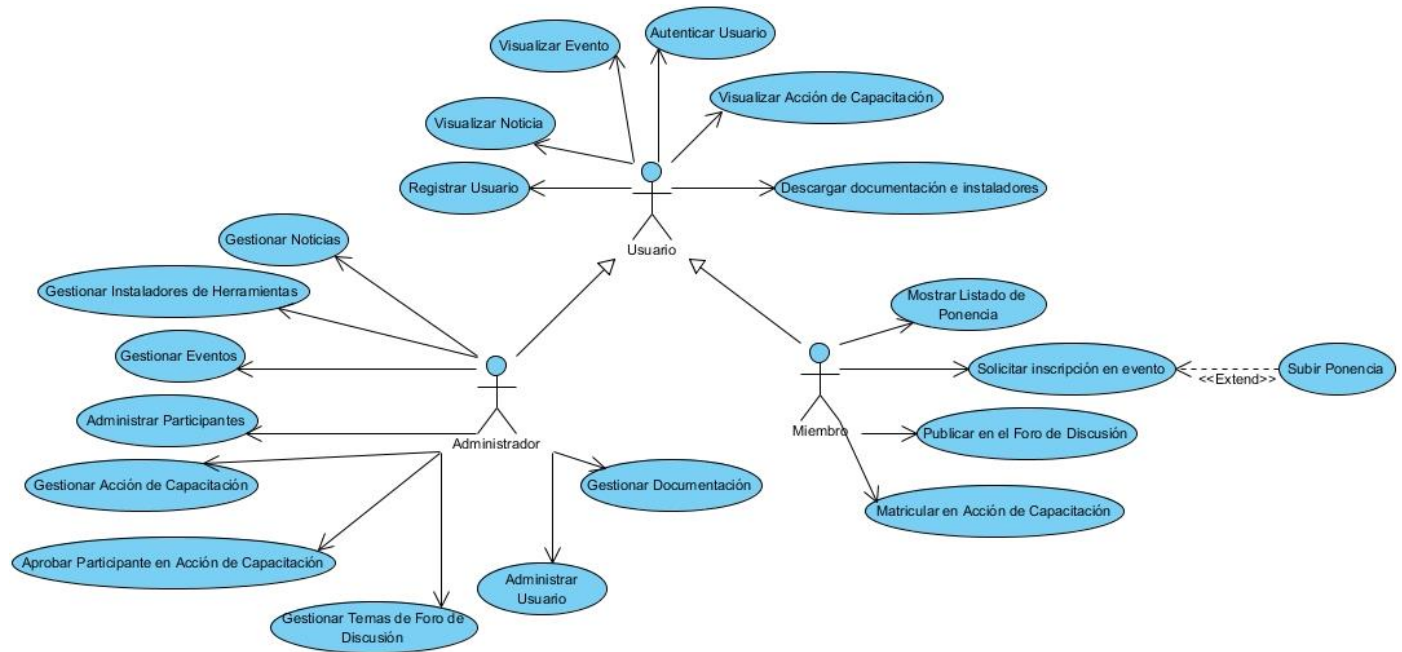 Autenticar Usuario
Visualizar Evento
Visualizar Acción de Capacitación
Visualizar Noticia
Registrar Usuario
Descargar documentación e instaladores
Usuario
Gestionar Noticias
Gestionar Instaladores de Herramientas
Mostrar Listado de
Ponencia
Gestionar Eventos
Solicitar inscripción en evento
<<Extend>>
Subir Ponencia
Administrar Participantes
Administrador
Miembro
Publicar en el Foro de Discusión
Gestionar Acción de Capacitación
Gestionar Documentación
Matricular en Acción de Capacitación
Aprobar Participante en Acción de Capacitación
Administrar
Usuario
Gestionar Temas de Foro de
Discusión